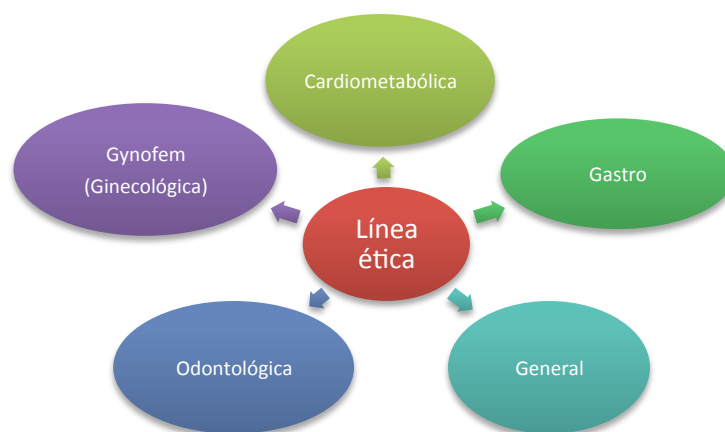 Cardiometabólica
Gynofem
(Ginecológica)
Gastro
Línea
ética
Odontológica
General